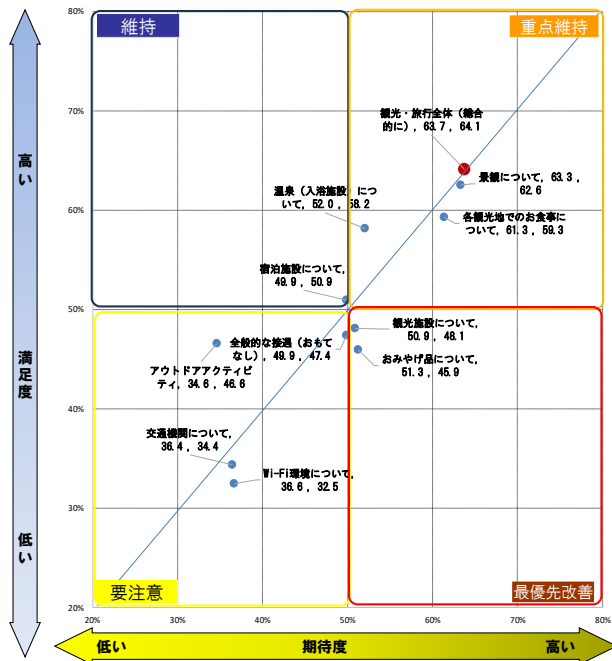 80%
70%
60%
50%
40%
30%
20%
20%
30%
40%
50%
60%
70%
80%
維持
重点維持
要注意
最優先改善
観光・旅行全体（総合
的に）, 63.7 , 64.1
景観について, 63.3 ,
62.6
温泉（入浴施設）につ
いて, 52.0 , 58.2
各観光地でのお食事に
ついて, 61.3 , 59.3
宿泊施設について,
49.9 , 50.9
観光施設について,
50.9 , 48.1
全般的な接遇（おもて
なし）, 49.9 , 47.4
おみやげ品について,
51.3 , 45.9
アウトドアアクティビ
ティ, 34.6 , 46.6
交通機関について,
36.4 , 34.4
Wi-Fi環境について,
36.6 , 32.5
高い
満足度
低い
低い
期待度
高い